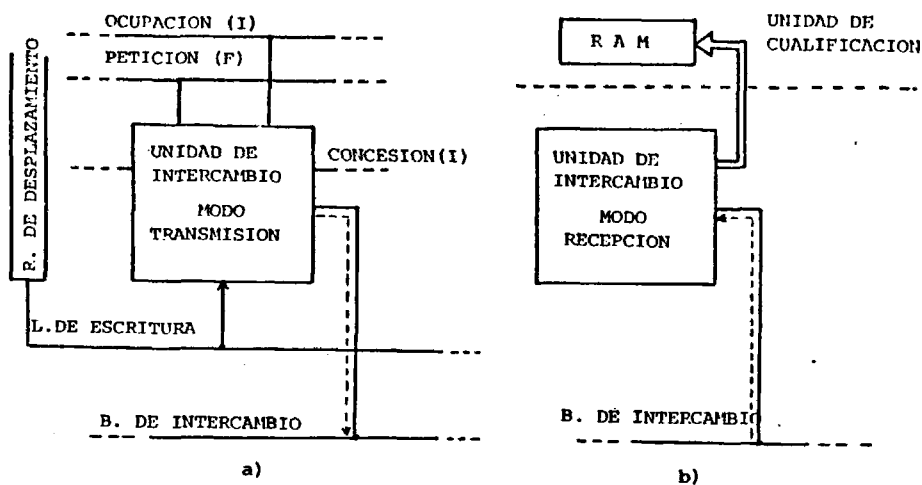 OCUPACION (I)
PETICION (F)
R. DE DESPLAZAMIENTO
UNIDAD DE
INTERCAMBIO
MODO
TRANSMISION
CONCESION(I)
L.DE ESCRITURA
B. DE INTERCAMBIO
a)
R A M
UNIDAD DE
CUALIFICACION
UNIDAD DE
INTERCAMBIO
MODO
RECEPCION
B. DE INTERCAMBIO
b)